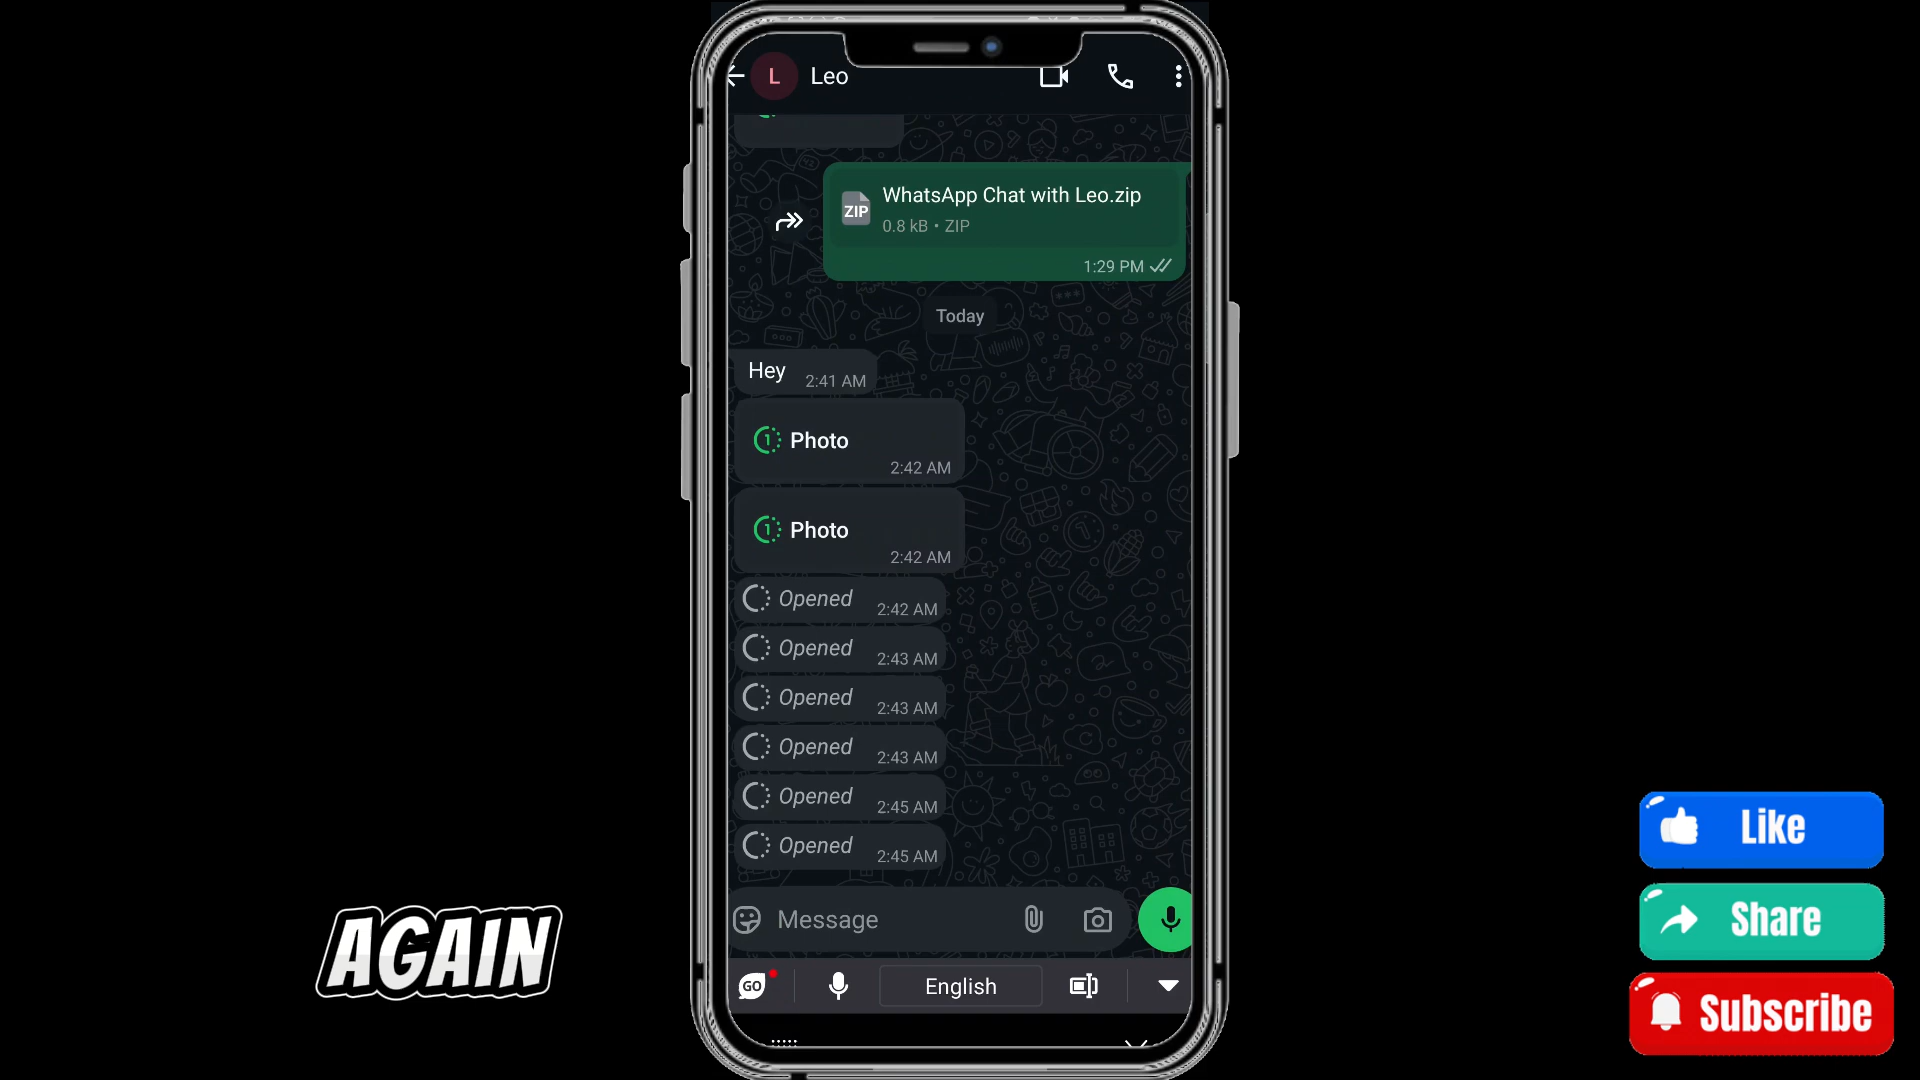 L Leo
WhatsApp Chat with Leo.zip
ZIP
0.8 kB • ZIP
1:29 PM
Today
Hey 2:41 AM
1 Photo
2:42 AM
1 Photo
2:42 AM
Opened 2:42 AM
Opened 2:43 AM
Opened 2:43 AM
Opened 2:43 AM
Opened 2:45 AM
Opened 2:45 AM
Message
GO English
AGAIN
Like
Share
Subscribe